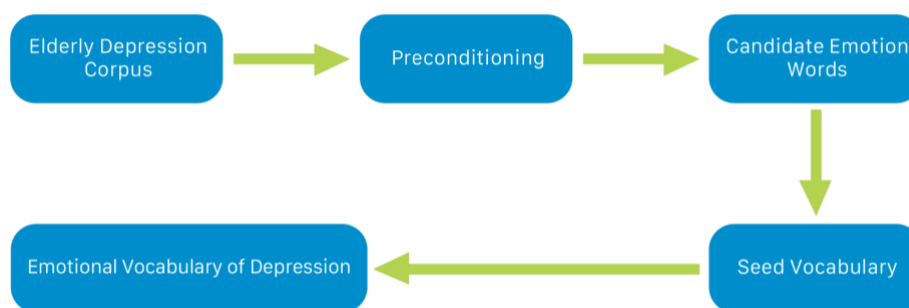 Elderly Depression
Corpus
Preconditioning
Candidate Emotion
Words
Emotional Vocabulary of Depression
Seed Vocabulary